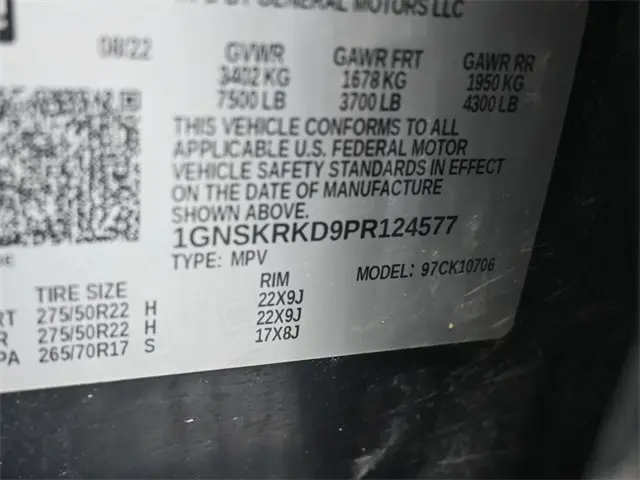 GENERAL MOTORS LLC
08/22
GVWR GAWR FRT GAWR RR
3402 KG 1678 KG 1950 KG
7500 LB 3700 LB 4300 LB
THIS VEHICLE CONFORMS TO ALL
APPLICABLE U.S. FEDERAL MOTOR
VEHICLE SAFETY STANDARDS IN EFFECT
ON THE DATE OF MANUFACTURE
SHOWN ABOVE.
1GNSKRKD9PR124577
TYPE: MPV MODEL: 97CK10706
TIRE SIZE RIM
RT 275/50R22 H 22X9J
R 275/50R22 H 22X9J
PA 265/70R17 S 17X8J